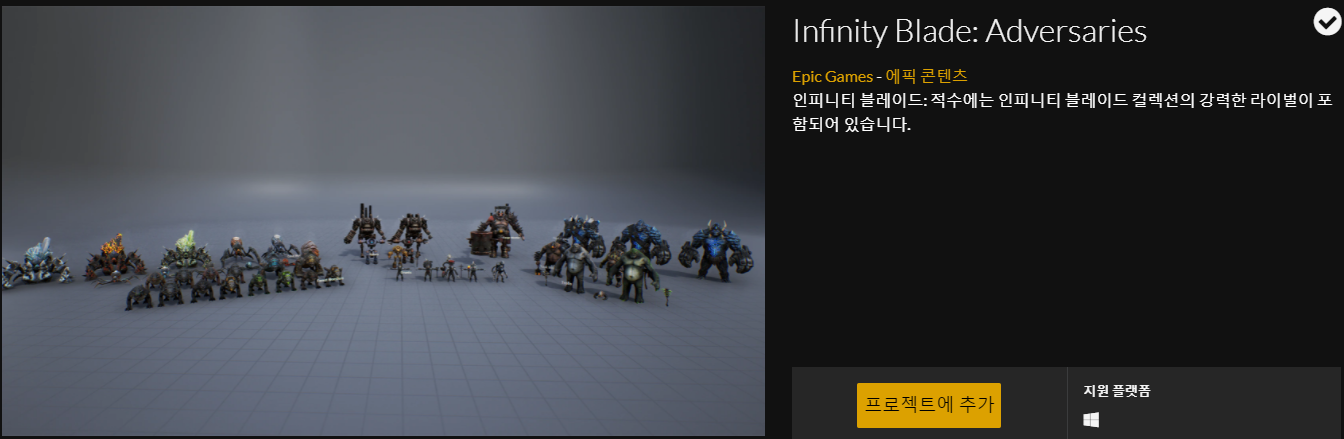 Infinity Blade: Adversaries
Epic Games - 에픽 콘텐츠
인피니티 블레이드: 적수에는 인피니티 블레이드 컬렉션의 강력한 라이벌이 포
함되어 있습니다.
프로젝트에 추가
지원 플랫폼